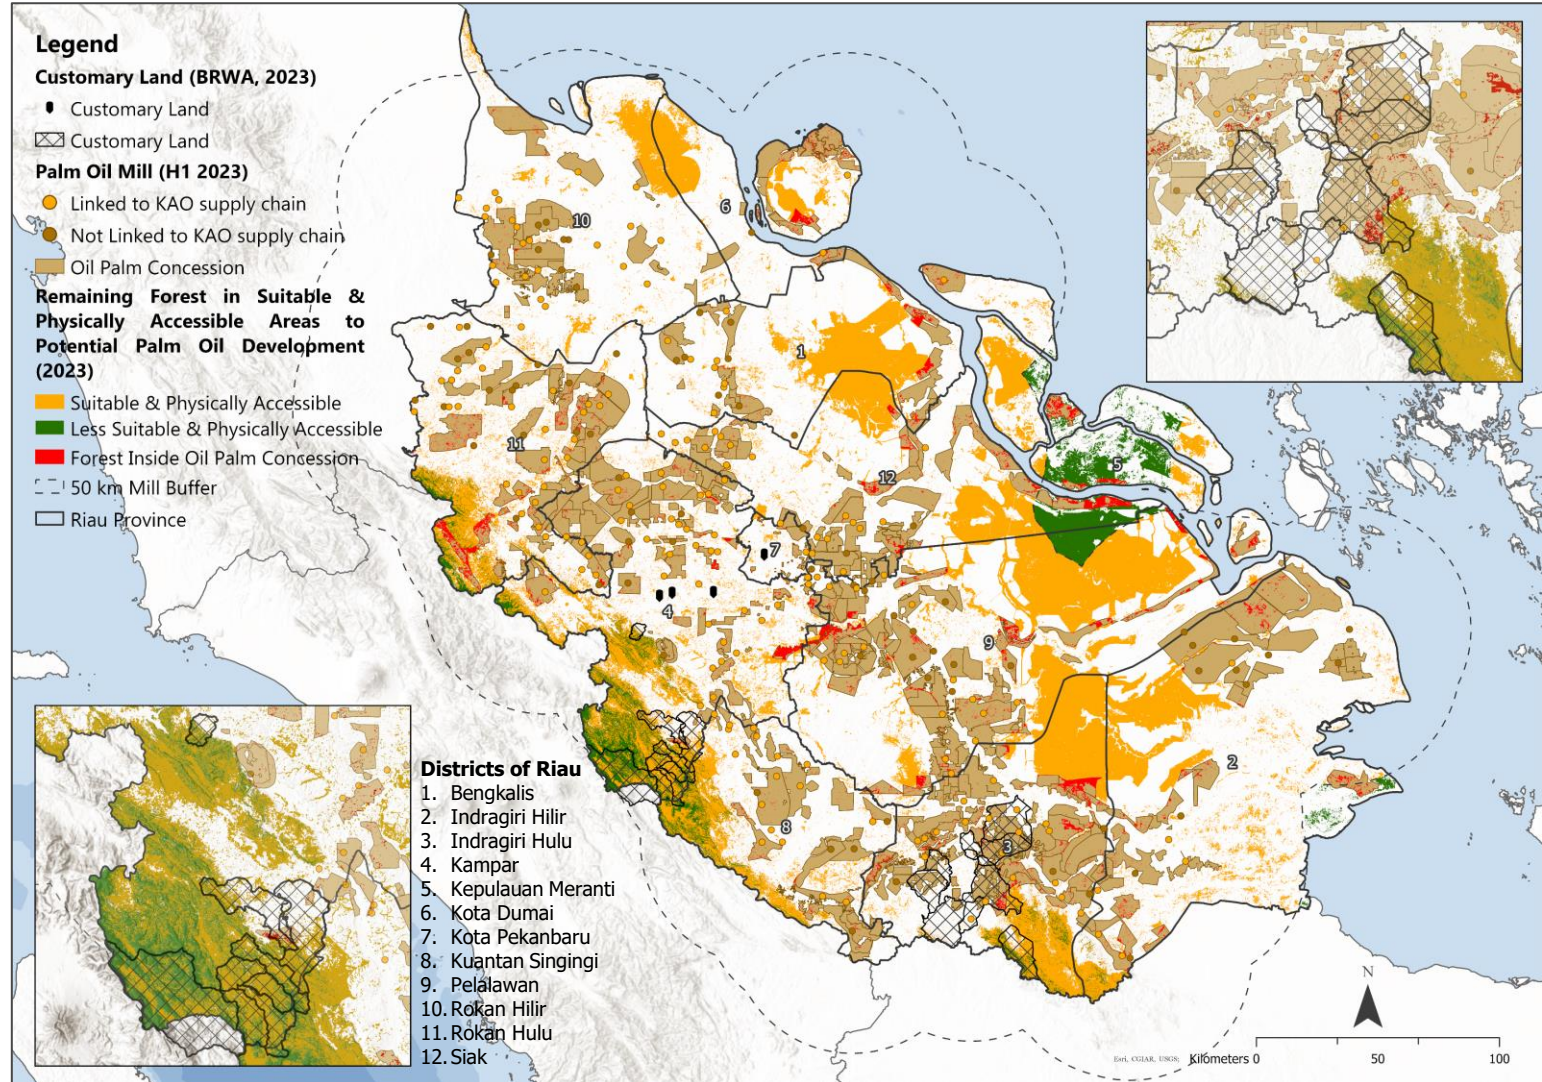 Legend
Customary Land (BRWA, 2023)
Customary Land
Customary Land
Palm Oil Mill (H1 2023)
Linked to KAO supply chain
Not Linked to KAO supply chain
Oil Palm Concession
Remaining Forest in Suitable &
Physically Accessible Areas to
Potential Palm Oil Development
(2023)
Suitable & Physically Accessible
Less Suitable & Physically Accessible
Forest Inside Oil Palm Concession
50 km Mill Buffer
Riau Province
10
6
1
11
12
5
7
4
9
2
8
3
Districts of Riau
1. Bengkalis
2. Indragiri Hilir
3. Indragiri Hulu
4. Kampar
5. Kepulauan Meranti
6. Kota Dumai
7. Kota Pekanbaru
8. Kuantan Singingi
9. Pelalawan
10. Rokan Hilir
11. Rokan Hulu
12. Siak
N
Esri, CGIAR, USGS;
Kilometers 0 50 100